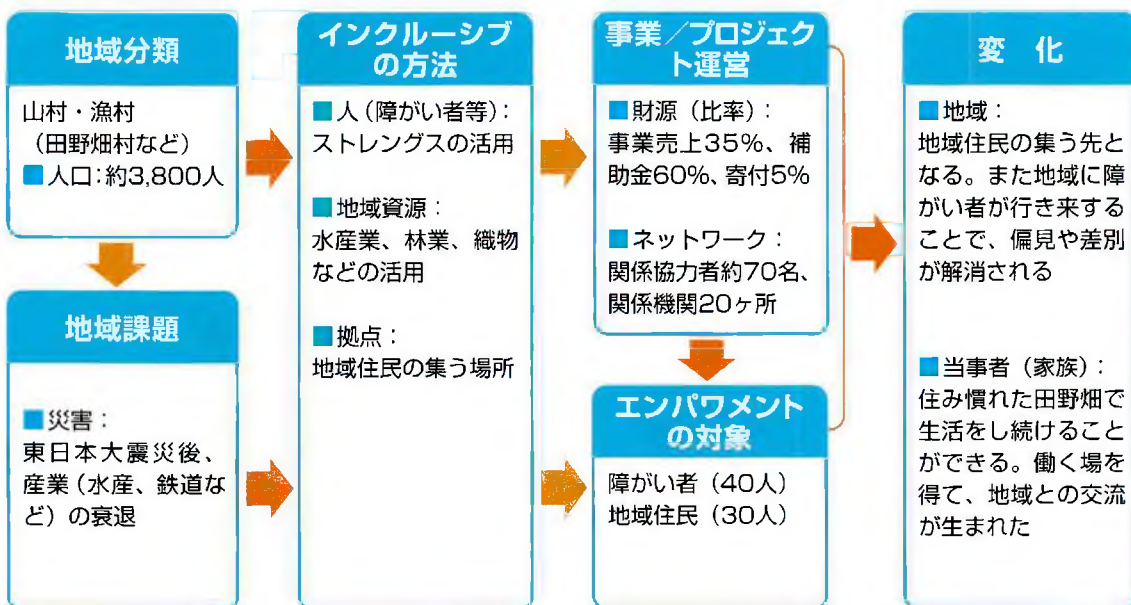 地域分類
山村・漁村
（田野畑村など）
■人口：約3,800人
地域課題
■災害：
東日本大震災後、
産業（水産、鉄道な
ど）の衰退
インクルーシブ
の方法
■人（障がい者等）：
ストレングスの活用
■地域資源：
水産業、林業、織物
などの活用
■拠点：
地域住民の集う場所
事業／プロジェク
ト運営
■財源（比率）：
事業売上35%、補
助金60%、寄付5%
■ネットワーク：
関係協力者約70名、
関係機関20ヶ所
エンパワメント
の対象
障がい者（40人）
地域住民（30人）
変　化
■地域：
地域住民の集う先と
なる。また地域に障
がい者が行き来する
ことで、偏見や差別
が解消される
■当事者（家族）：
住み慣れた田野畑で
生活をし続けること
ができる。働く場を
得て、地域との交流
が生まれた